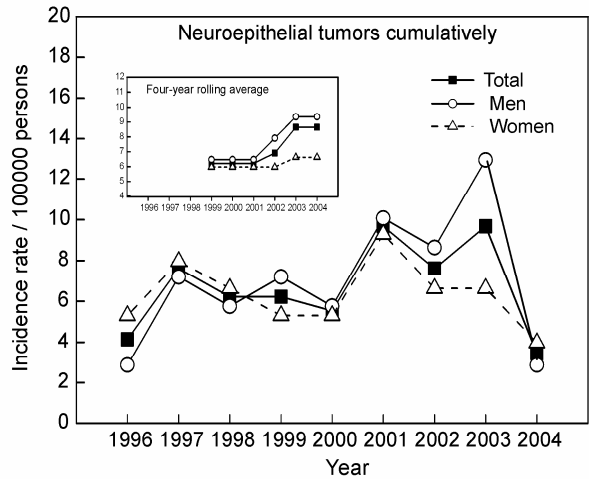 Neuroepithelial tumors cumulatively
Total
Men
Women
Four-year rolling average
12
11
10
9
8
7
6
5
4
1996 1997 1998 1999 2000 2001 2002 2003 2004
Incidence rate / 100000 persons
20
18
16
14
12
10
8
6
4
2
0
1996 1997 1998 1999 2000 2001 2002 2003 2004
Year